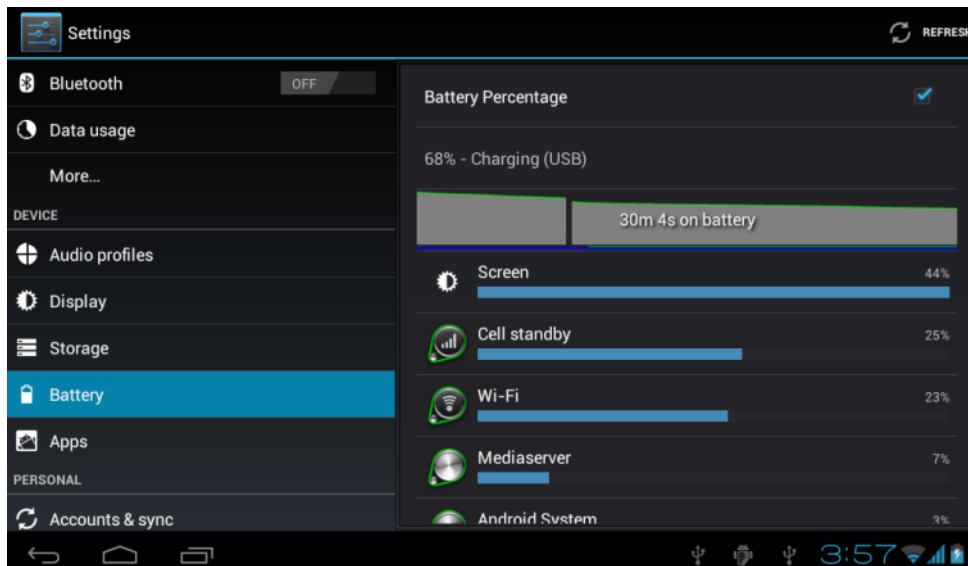 Settings
REFRESH
Bluetooth
OFF
Data usage
More...
DEVICE
Audio profiles
Display
Storage
Battery
Apps
PERSONAL
Accounts & sync
Battery Percentage
68% - Charging (USB)
30m 4s on battery
Screen 44%
Cell standby 25%
Wi-Fi 23%
Mediaserver 7%
Android System 3%
3:57